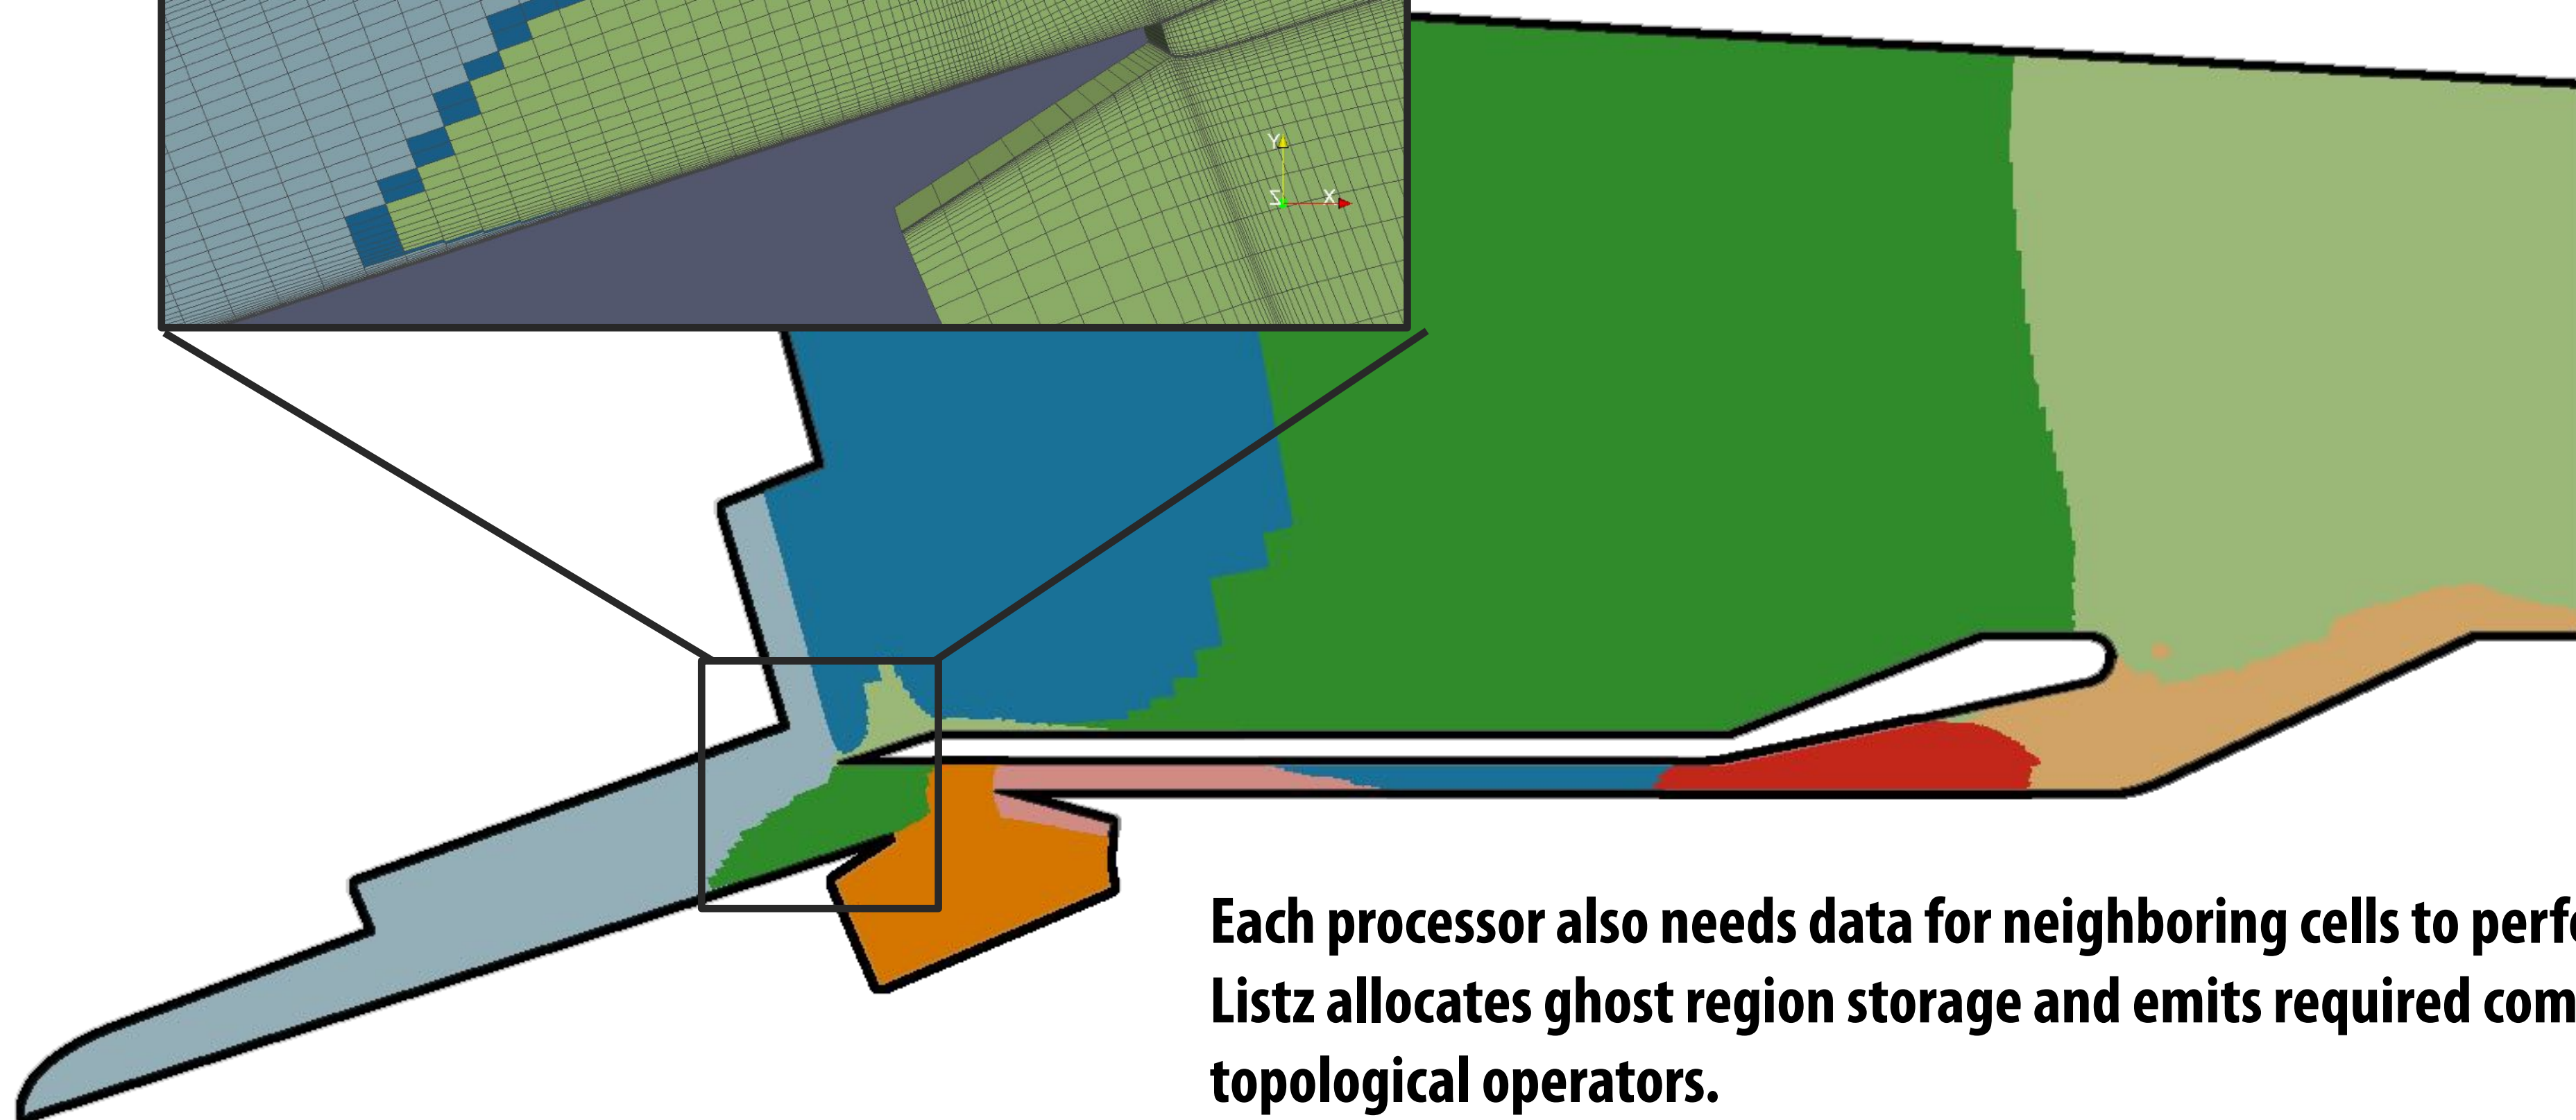 Y
Z X
Each processor also needs data for neighboring cells to perfo
Listz allocates ghost region storage and emits required com
topological operators.